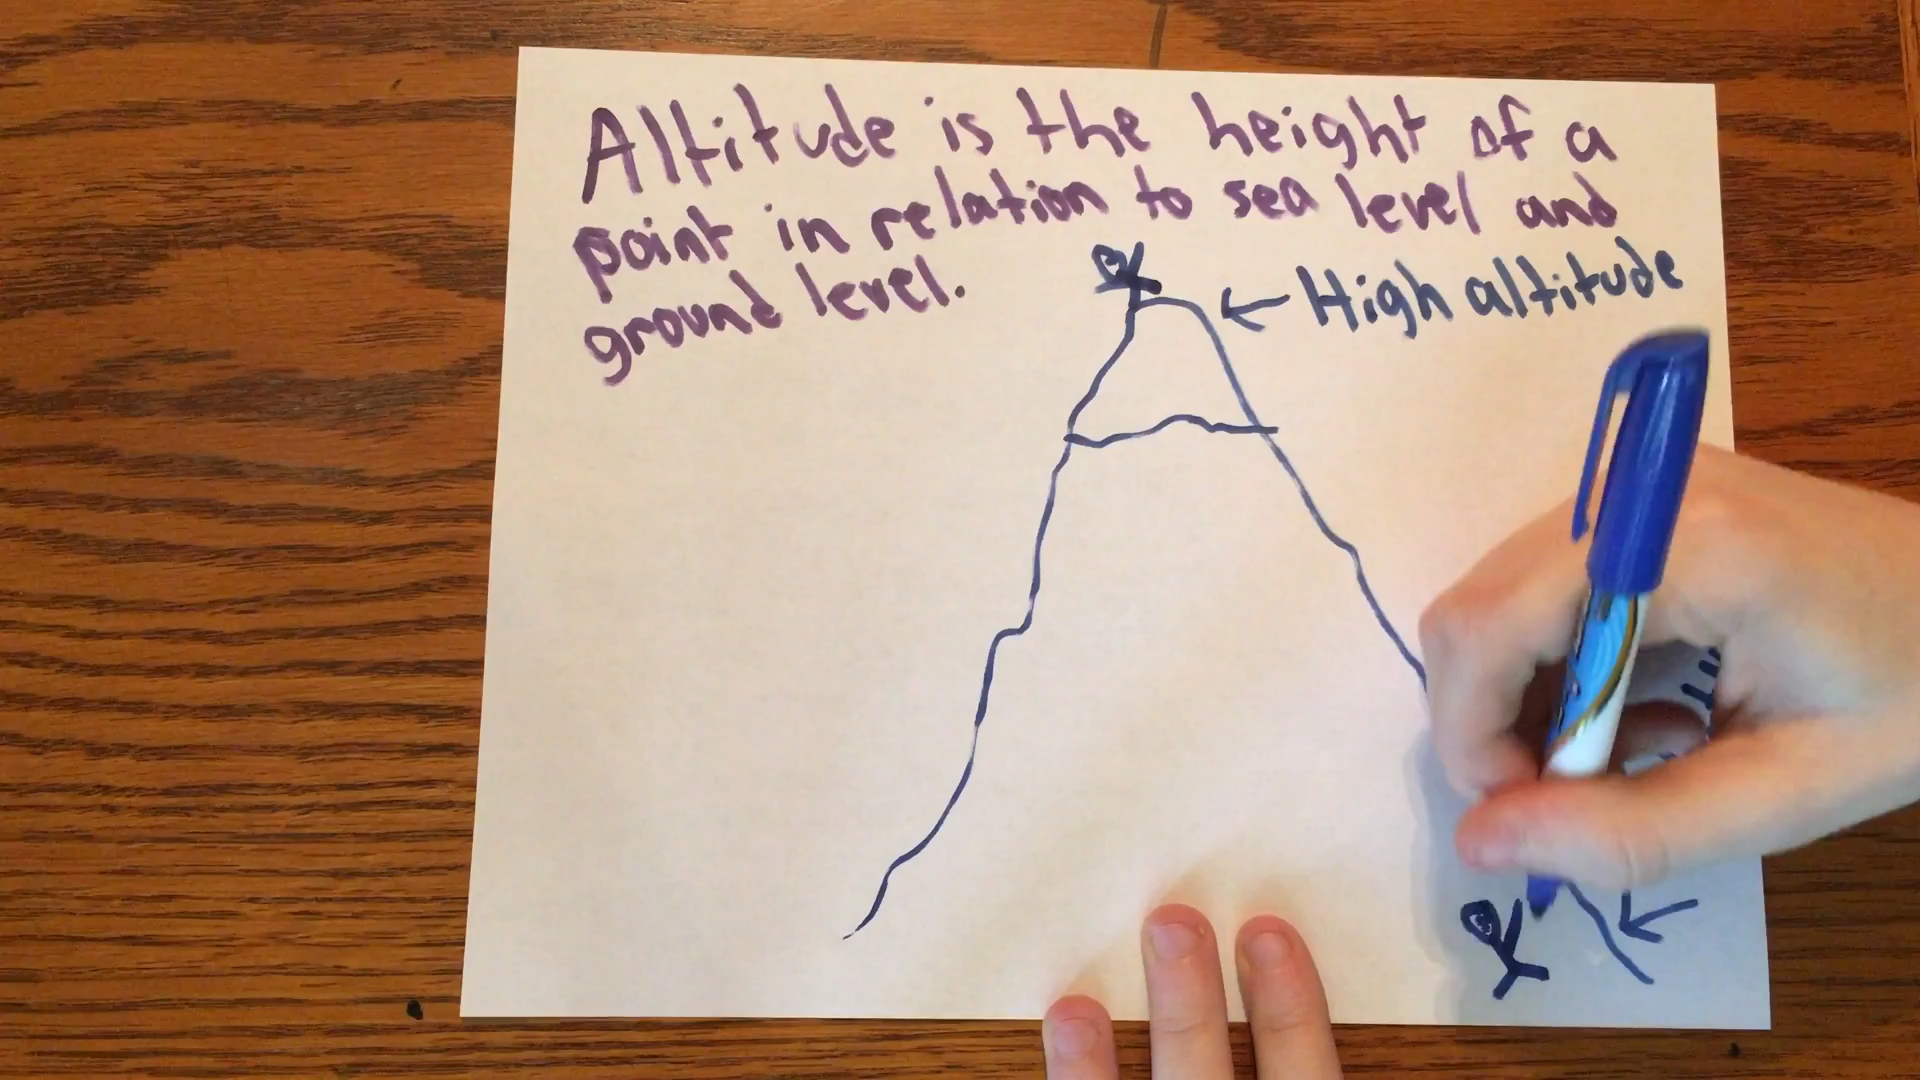 Altitude is the height of a
point in relation to sea level and
ground level.
High altitude